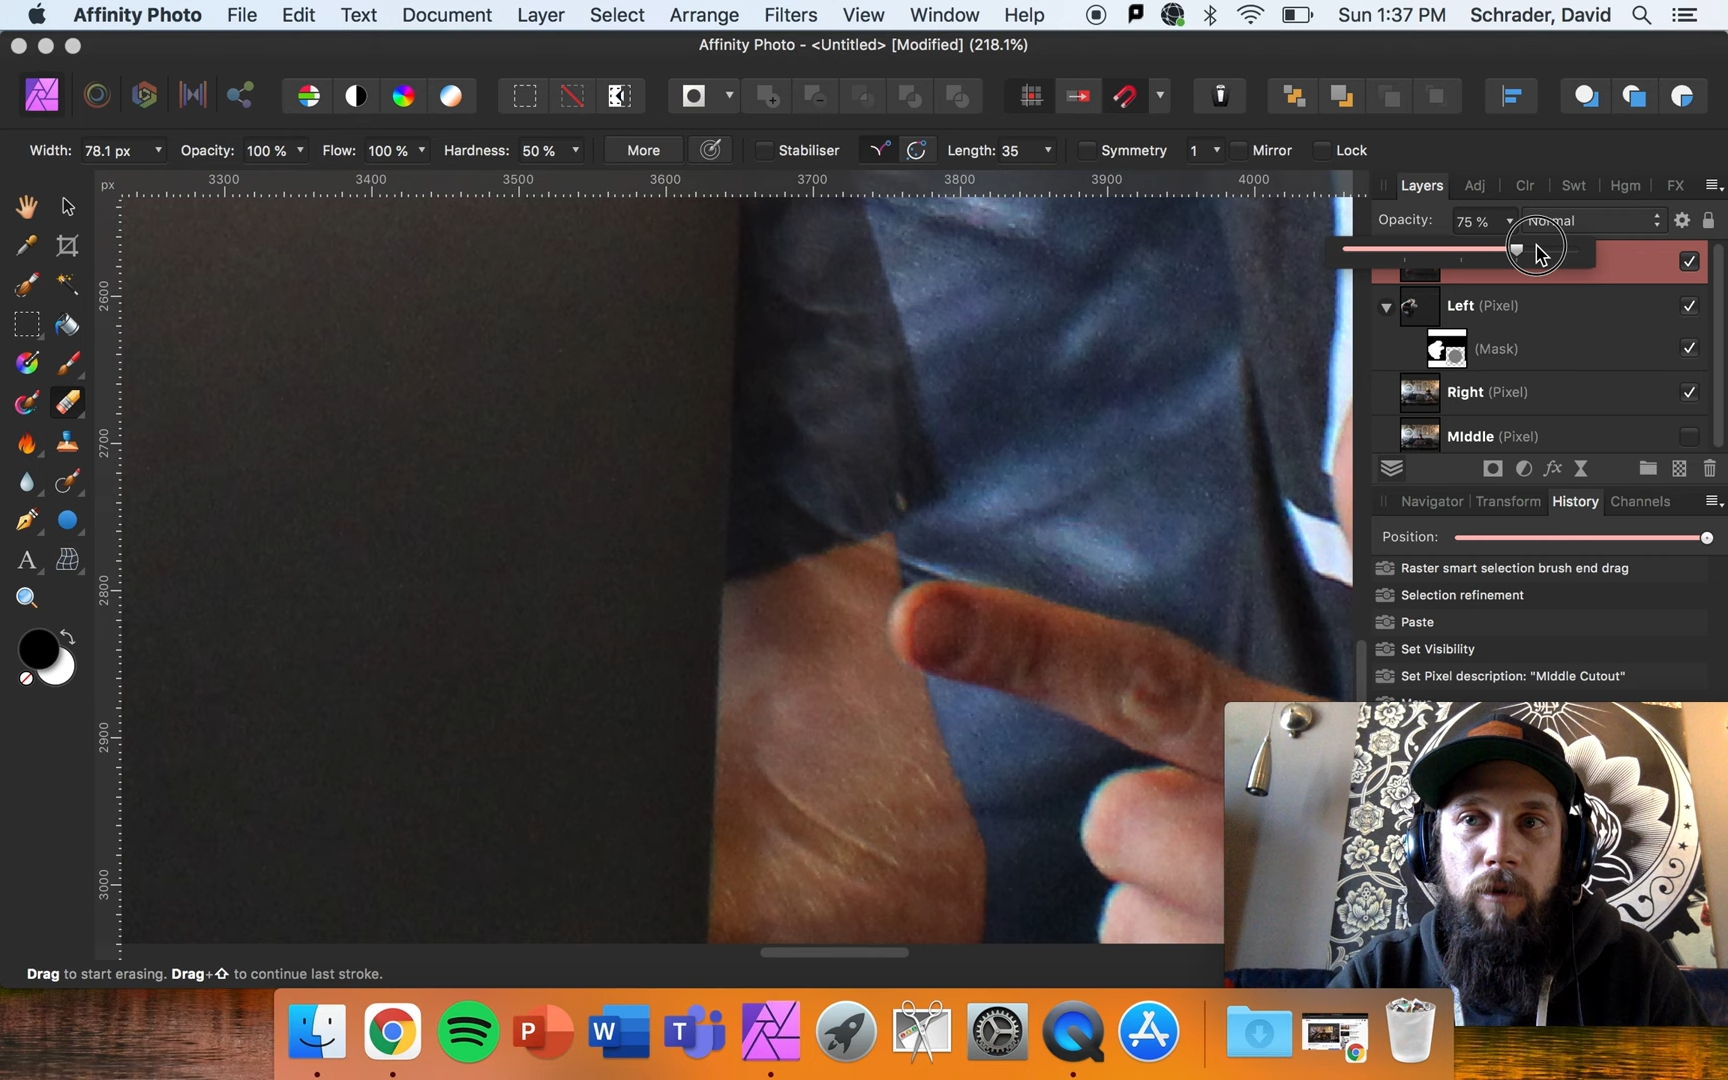 Affinity Photo File Edit Text Document Layer Select Arrange Filters View Window Help Sun 1:37 PM Schrader, David
Affinity Photo - <Untitled> [Modified] (218.1%)
Width: 78.1 px Opacity: 100 % Flow: 100 % Hardness: 50 % More Stabiliser Length: 35 Symmetry 1 Mirror Lock
px 3300 3400 3500 3600 3700 3800 3900 4000
Layers Adj Clr Swt Hgm FX
Opacity: 75 % Normal
Left (Pixel)
(Mask)
Right (Pixel)
MIddle (Pixel)
Navigator Transform History Channels
Position:
Raster smart selection brush end drag
Selection refinement
Paste
Set Visibility
Set Pixel description: "MIddle Cutout"
2600
2700
2800
2900
3000
A
Drag to start erasing. Drag+⇧ to continue last stroke.
P W T